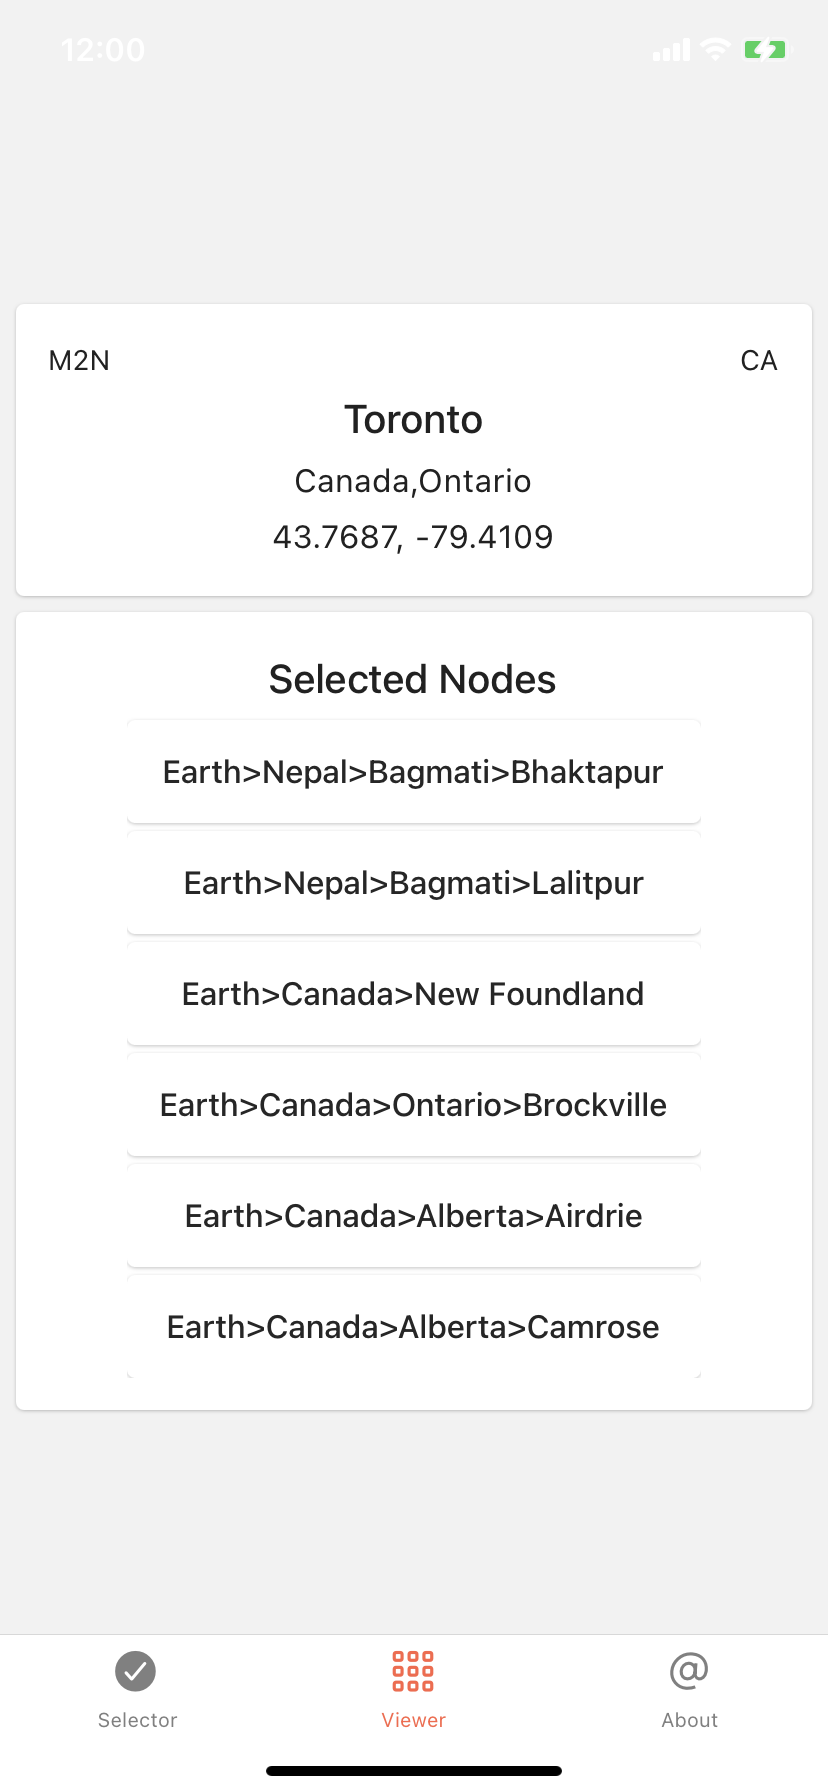 12:00
M2N CA
Toronto
Canada,Ontario
43.7687, -79.4109
Selected Nodes
Earth>Nepal>Bagmati>Bhaktapur
Earth>Nepal>Bagmati>Lalitpur
Earth>Canada>New Foundland
Earth>Canada>Ontario>Brockville
Earth>Canada>Alberta>Airdrie
Earth>Canada>Alberta>Camrose
Selector Viewer About